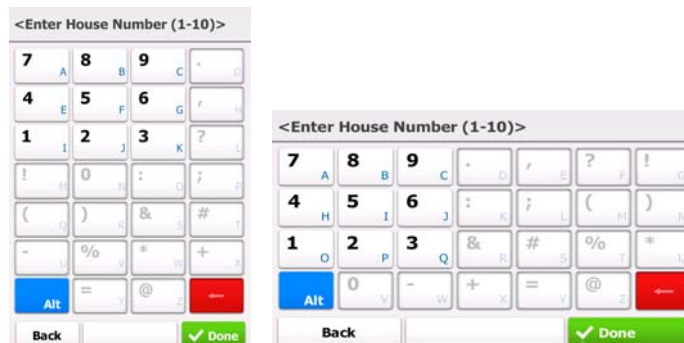 <Enter House Number (1-10)>
7 A 8 B 9 C . D
4 E 5 F 6 G , H
1 I 2 J 3 K ? L
! M 0 N : O ; P
( Q ) R & S # T
- U % V * W + X
Alt = Y @ Z ←
Back ✓ Done
<Enter House Number (1-10)>
7 A 8 B 9 C . D , E ? F ! G
4 H 5 I 6 J : K ; L ( M ) N
1 O 2 P 3 Q & R # S % T * U
Alt 0 V - W + X = Y @ Z ←
Back ✓ Done